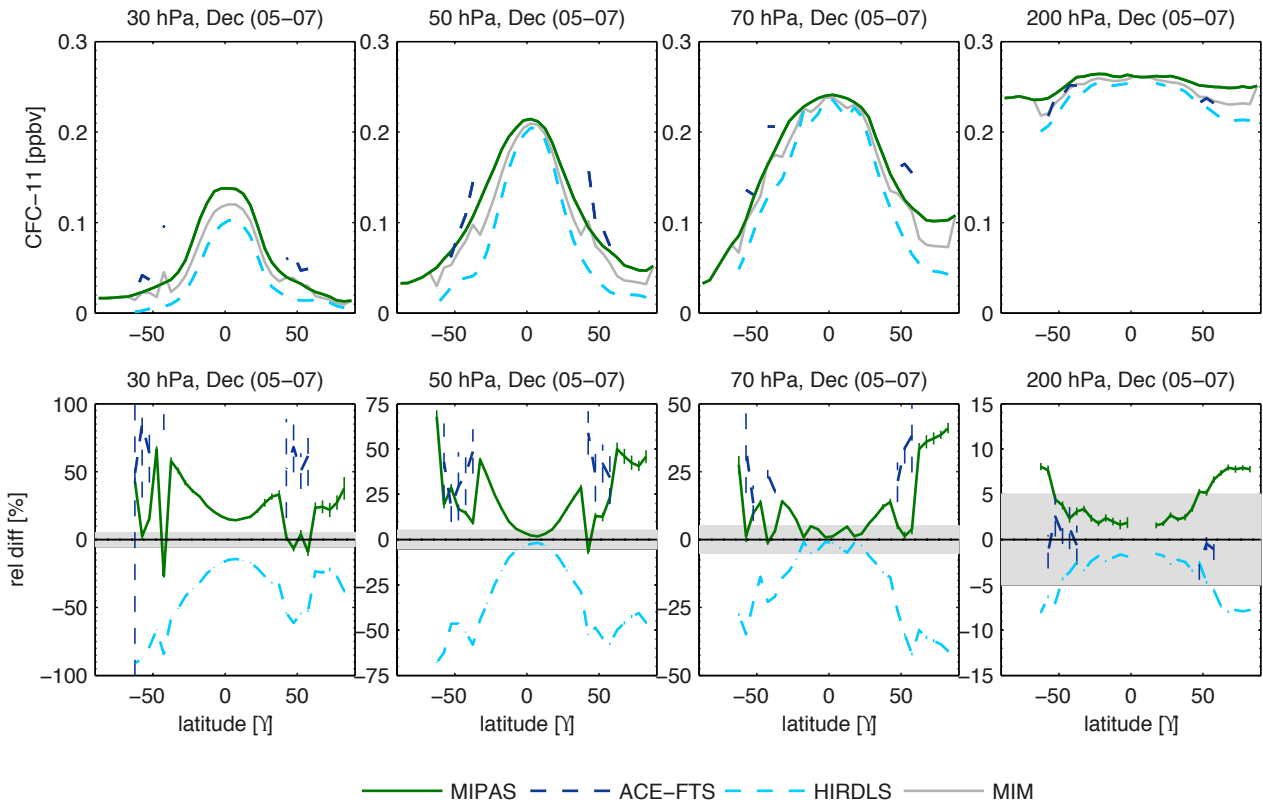 30 hPa, Dec (05−07) 50 hPa, Dec (05−07) 70 hPa, Dec (05−07) 200 hPa, Dec (05−07)
CFC−11 [ppbv]
0.3 0.3 0.3 0.3
0.2 0.2 0.2 0.2
0.1 0.1 0.1 0.1
0 0 0 0
−50 0 50 −50 0 50 −50 0 50 −50 0 50
30 hPa, Dec (05−07) 50 hPa, Dec (05−07) 70 hPa, Dec (05−07) 200 hPa, Dec (05−07)
rel diff [%]
100 75 50 15
50 50 25 10
25 5
0 0 0 0
−50 −25 −25 −5
−50 −10
−100 −75 −50 −15
−50 0 50 −50 0 50 −50 0 50 −50 0 50
latitude [ϒ] latitude [ϒ] latitude [ϒ] latitude [ϒ]
MIPAS ACE−FTS HIRDLS MIM